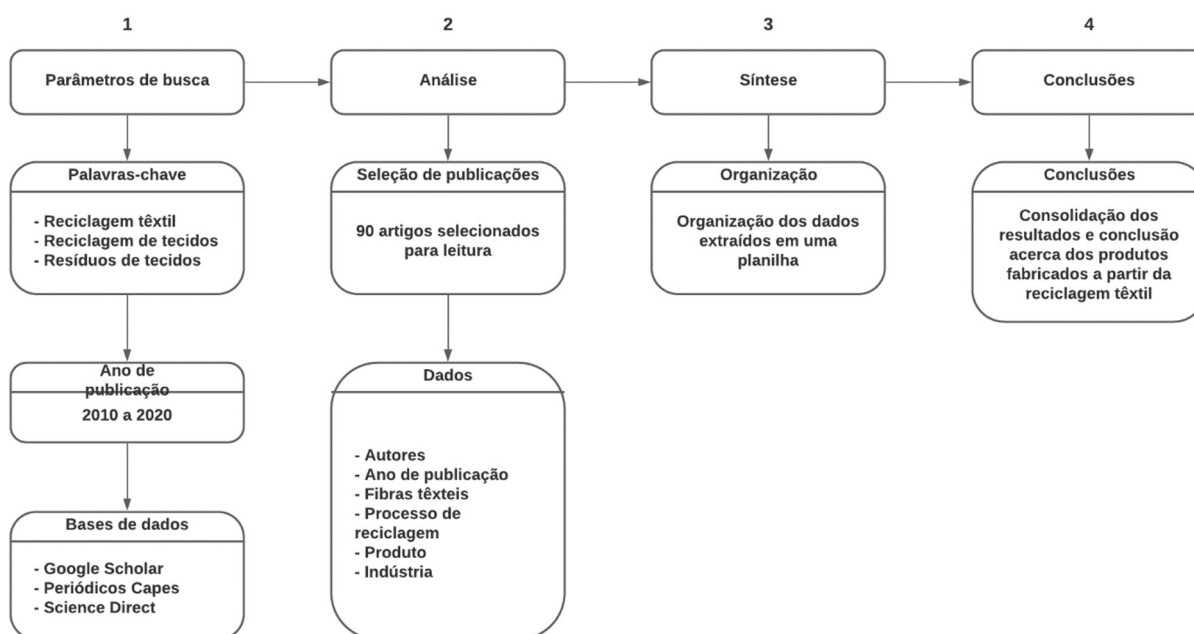 1
2
3
4
Parâmetros de busca
Análise
Síntese
Conclusões
Palavras-chave
- Reciclagem têxtil
- Reciclagem de tecidos
- Resíduos de tecidos
Seleção de publicações
90 artigos selecionados
para leitura
Organização
Organização dos dados
extraídos em uma
planilha
Conclusões
Consolidação dos
resultados e conclusão
acerca dos produtos
fabricados a partir da
reciclagem têxtil
Ano de
publicação
2010 a 2020
Dados
- Autores
- Ano de publicação
- Fibras têxteis
- Processo de
reciclagem
- Produto
- Indústria
Bases de dados
- Google Scholar
- Periódicos Capes
- Science Direct